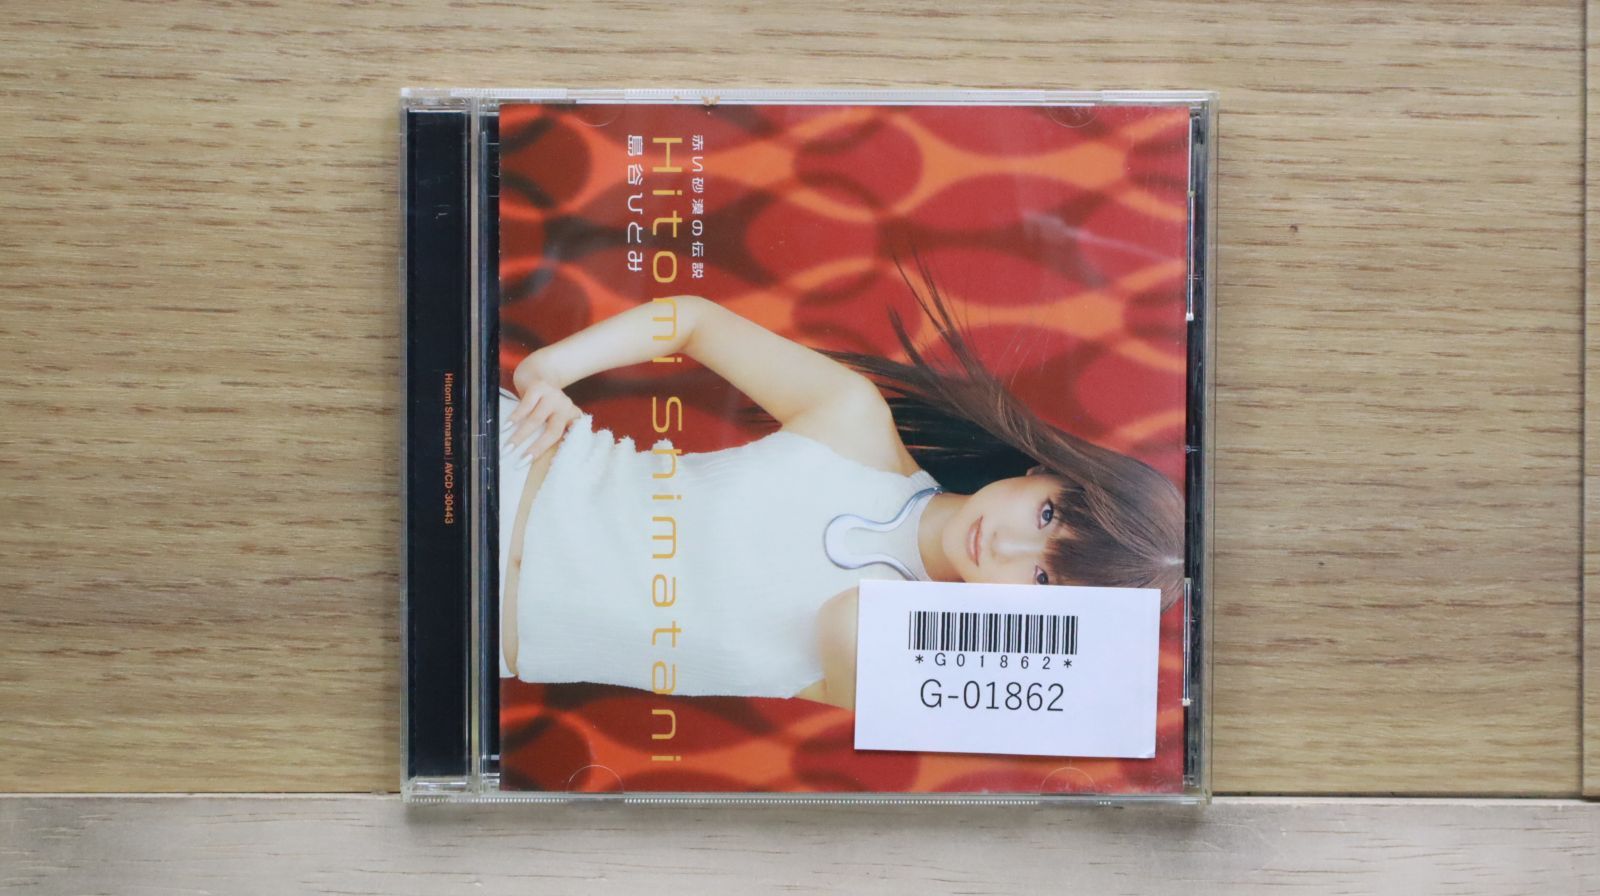 赤い砂漠の伝説
Hitomi Shimatani
島谷ひとみ
Hitomi Shimatani | AVCD-30443
*G01862*
G-01862